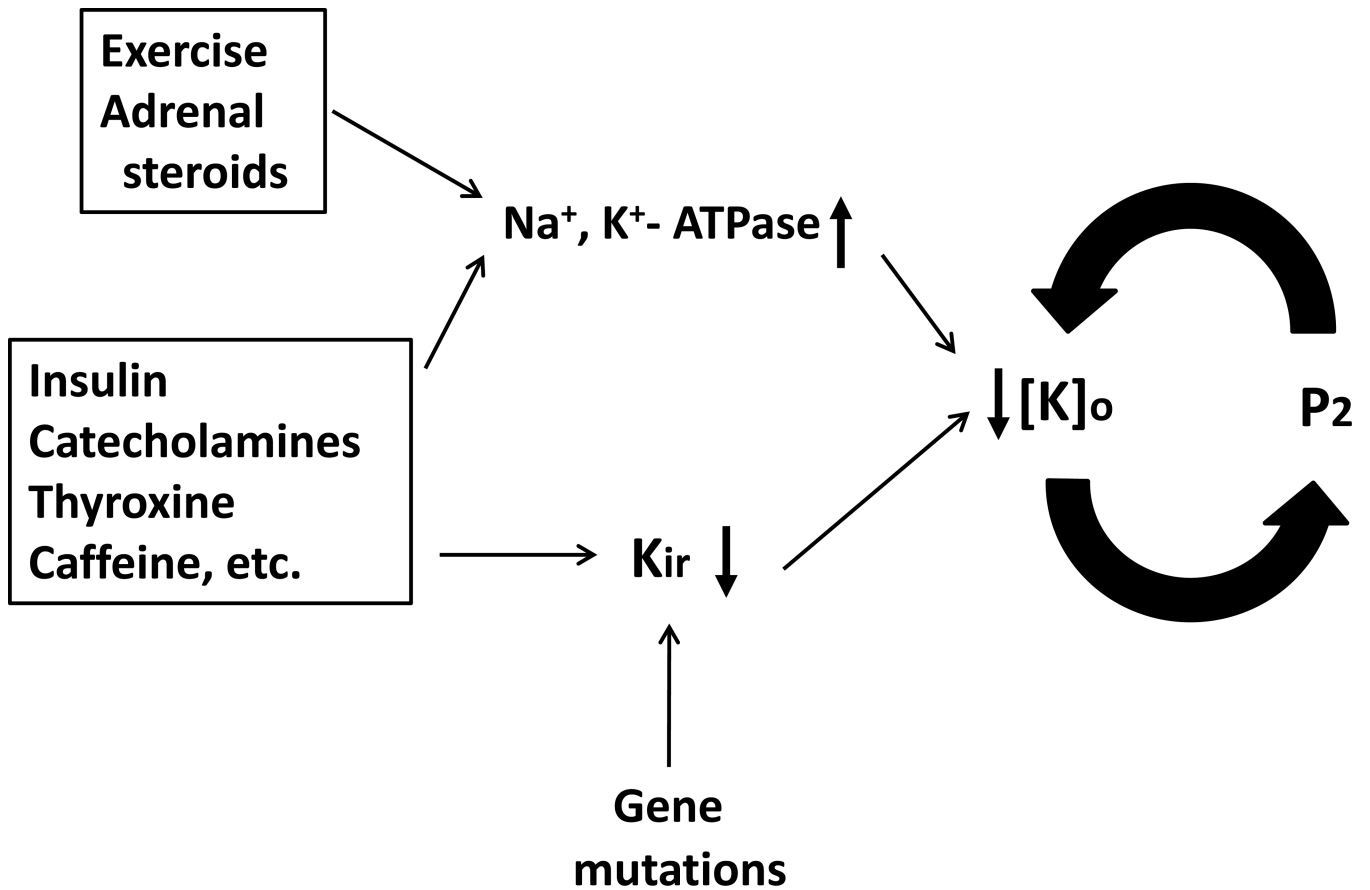 Exercise
Adrenal
steroids
Na⁺, K⁺- ATPase
Insulin
Catecholamines
Thyroxine
Caffeine, etc.
[K]o
P2
Kir
Gene
mutations